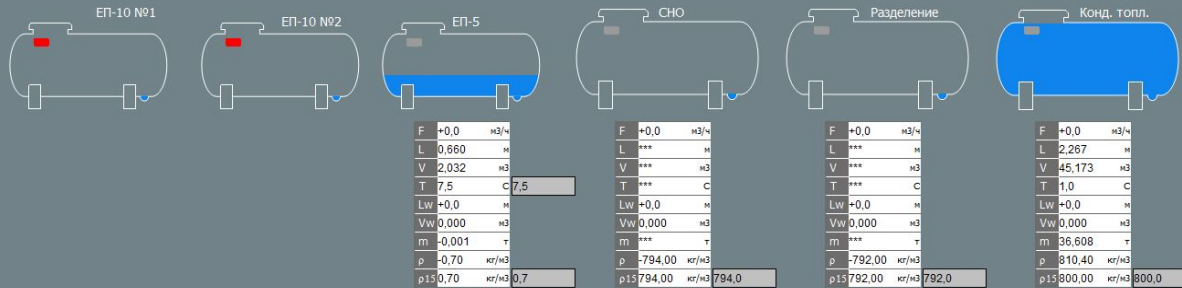 ЕП-10 №1 ЕП-10 №2 ЕП-5 СНО Разделение Конд. топл.
F +0,0 м3/ч F +0,0 м3/ч F +0,0 м3/ч F +0,0 м3/ч
L 0,660 м L *** м L *** м L 2,267 м
V 2,032 м3 V *** м3 V *** м3 V 45,173 м3
T 7,5 С 7,5 T *** С T *** С T 1,0 С
Lw +0,0 м Lw +0,0 м Lw +0,0 м Lw +0,0 м
Vw 0,000 м3 Vw 0,000 м3 Vw 0,000 м3 Vw 0,000 м3
m -0,001 т m *** т m *** т m 36,608 т
ρ -0,70 кг/м3 ρ -794,00 кг/м3 ρ -792,00 кг/м3 ρ 810,40 кг/м3
ρ15 0,70 кг/м3 0,7 ρ15 794,00 кг/м3 794,0 ρ15 792,00 кг/м3 792,0 ρ15 800,00 кг/м3 800,0